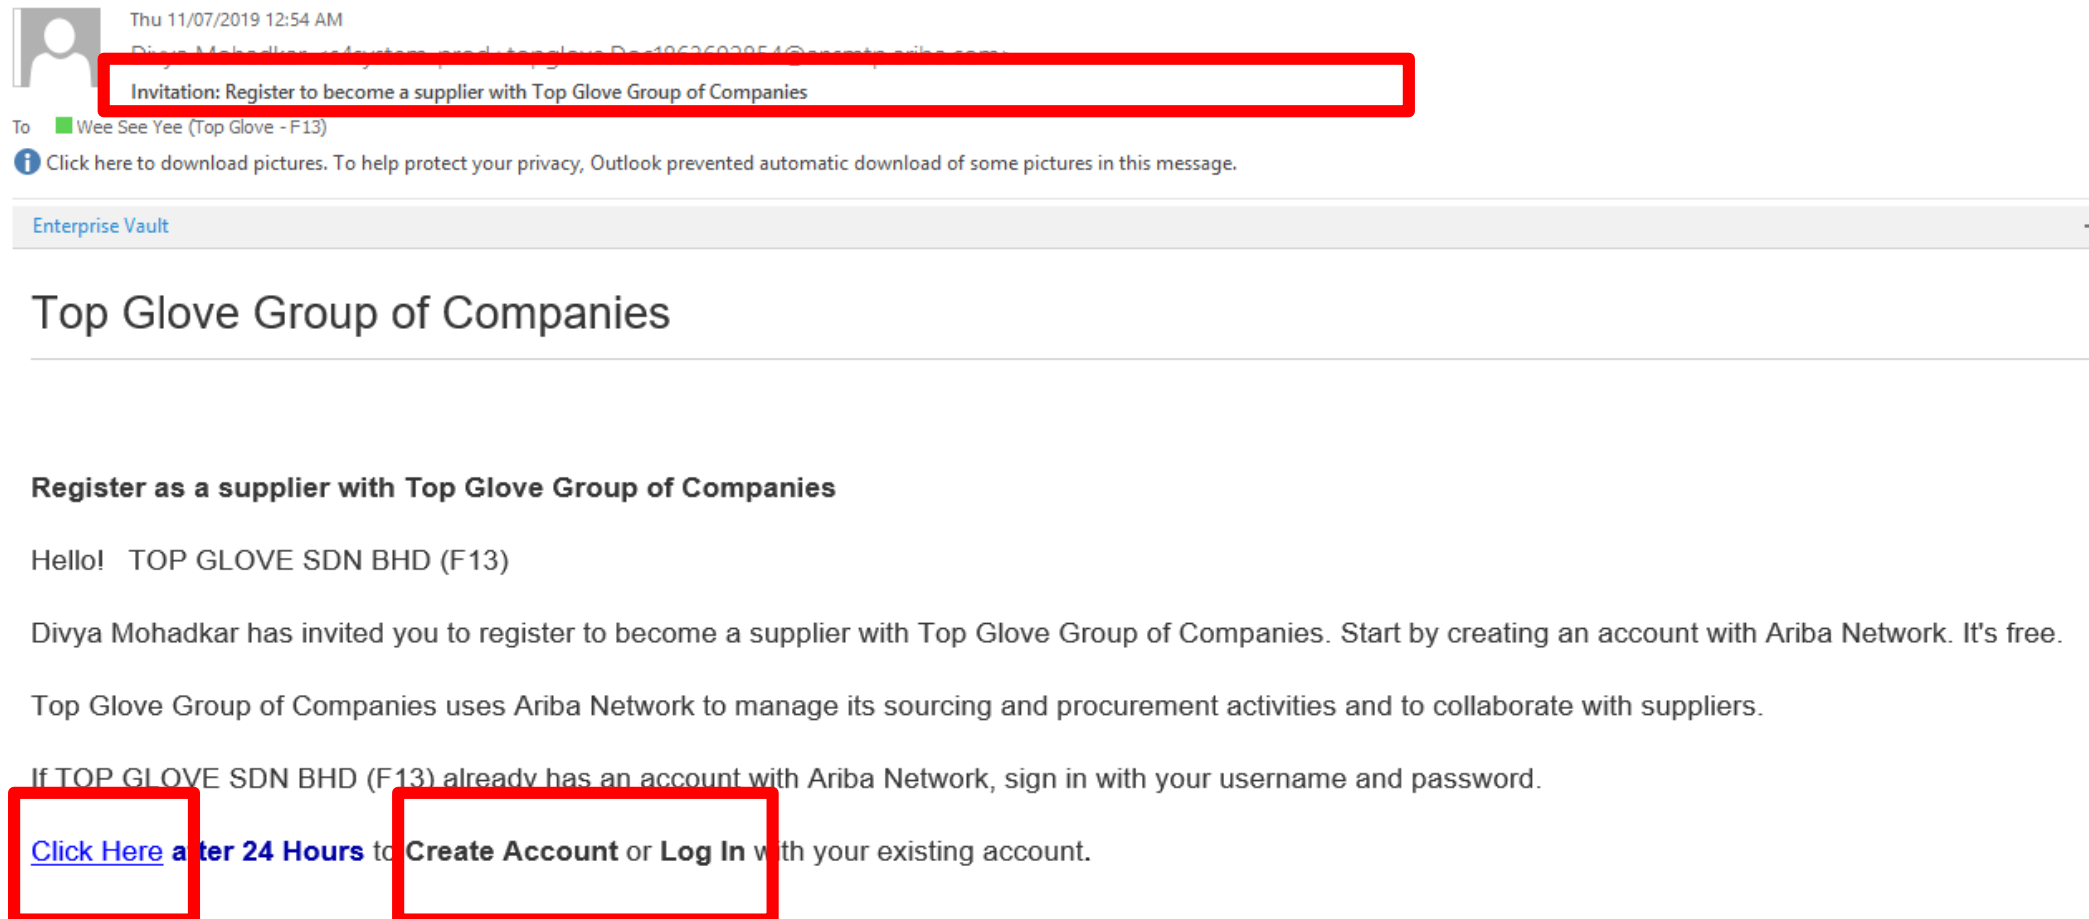 Thu 11/07/2019 12:54 AM
Divya Mohadkar
Invitation: Register to become a supplier with Top Glove Group of Companies
To Wee See Yee (Top Glove - F13)
Click here to download pictures. To help protect your privacy, Outlook prevented automatic download of some pictures in this message.
Enterprise Vault
Top Glove Group of Companies
Register as a supplier with Top Glove Group of Companies
Hello! TOP GLOVE SDN BHD (F13)
Divya Mohadkar has invited you to register to become a supplier with Top Glove Group of Companies. Start by creating an account with Ariba Network. It's free.
Top Glove Group of Companies uses Ariba Network to manage its sourcing and procurement activities and to collaborate with suppliers.
If TOP GLOVE SDN BHD (F13) already has an account with Ariba Network, sign in with your username and password.
Click Here after 24 Hours to Create Account or Log In with your existing account.